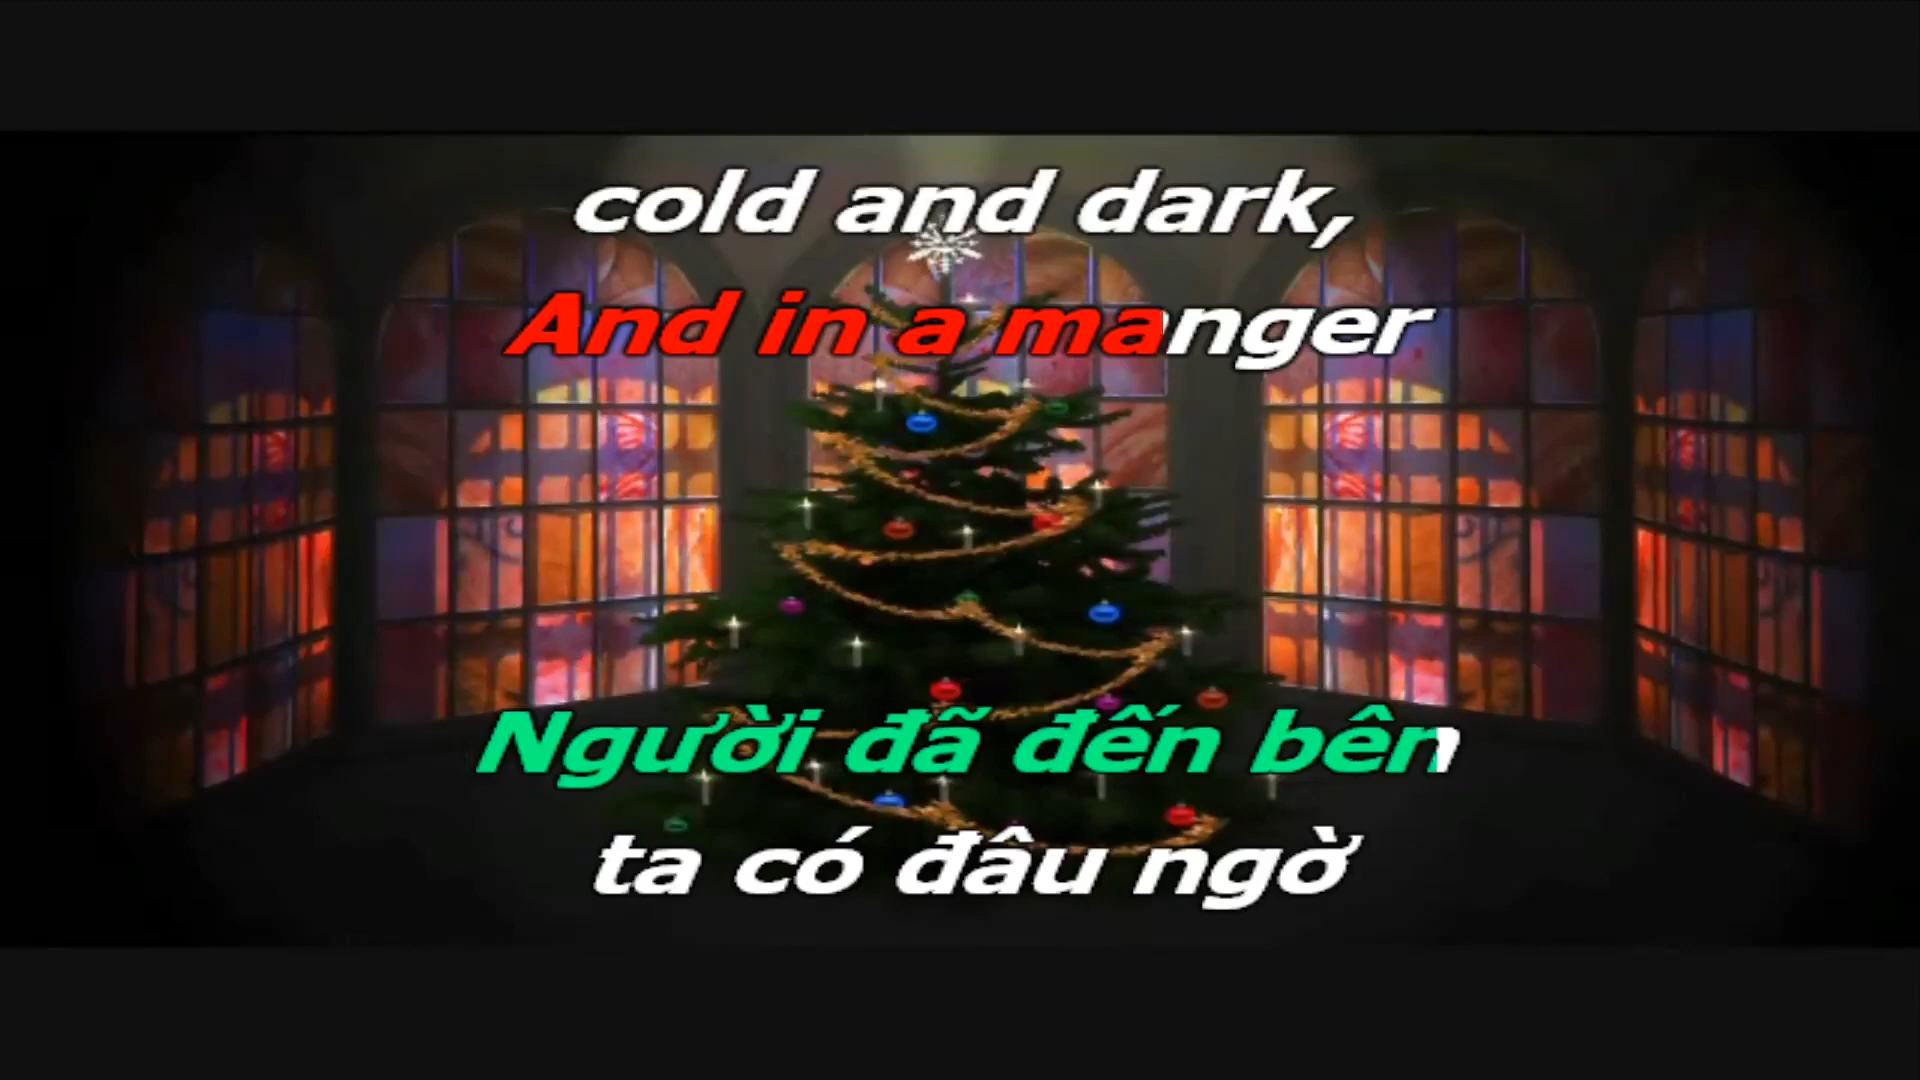 cold and dark,
And in a manger
Người đã đến bên
ta có đâu ngờ